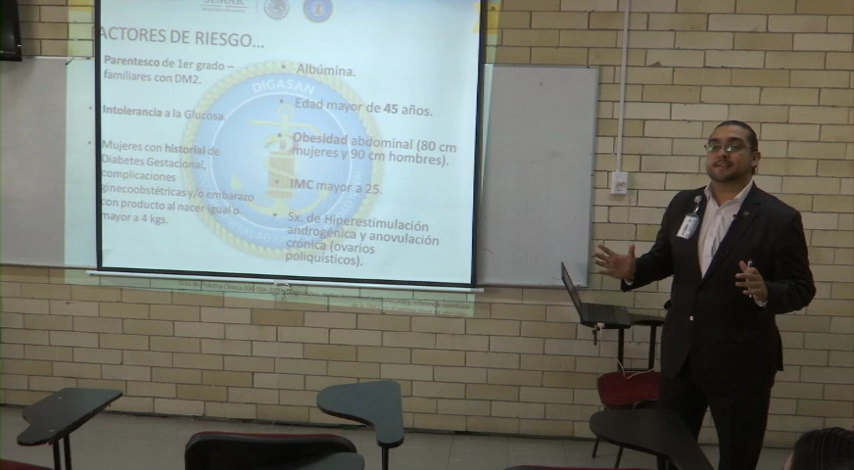 SEMAR
ACTORES DE RIESGO...
Parentesco de 1er grado –
familiares con DM2.
Intolerancia a la Glucosa.
Mujeres con historial de
Diabetes Gestacional,
complicaciones
ginecoobstétricas y/o embarazo
con producto al nacer igual o
mayor a 4 kgs.
• Albúmina.
• Edad mayor de 45 años.
• Obesidad abdominal (80 cm
mujeres y 90 cm hombres).
• IMC mayor a 25.
• Sx. de Hiperestimulación
androgénica y anovulación
crónica (ovarios
poliquísticos).
DIGASAN